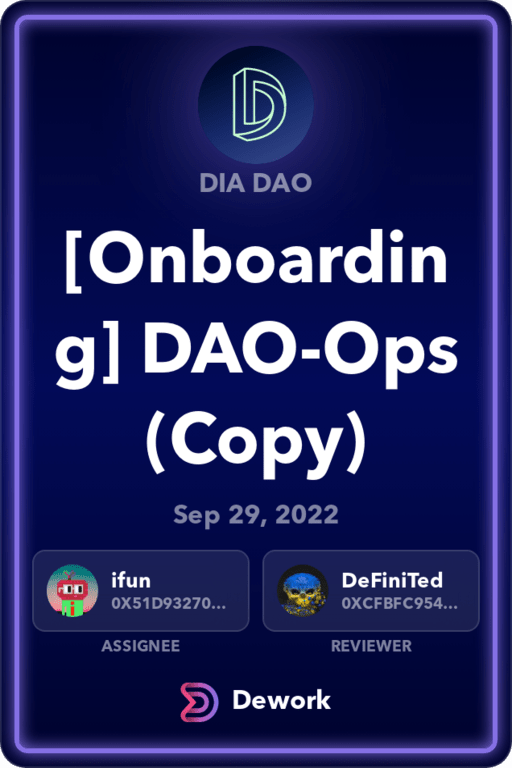 DIA DAO
[Onboardin
g] DAO-Ops
(Copy)
Sep 29, 2022
ifun
0X51D93270...
ASSIGNEE
DeFiniTed
0XCFBFC954...
REVIEWER
Dework